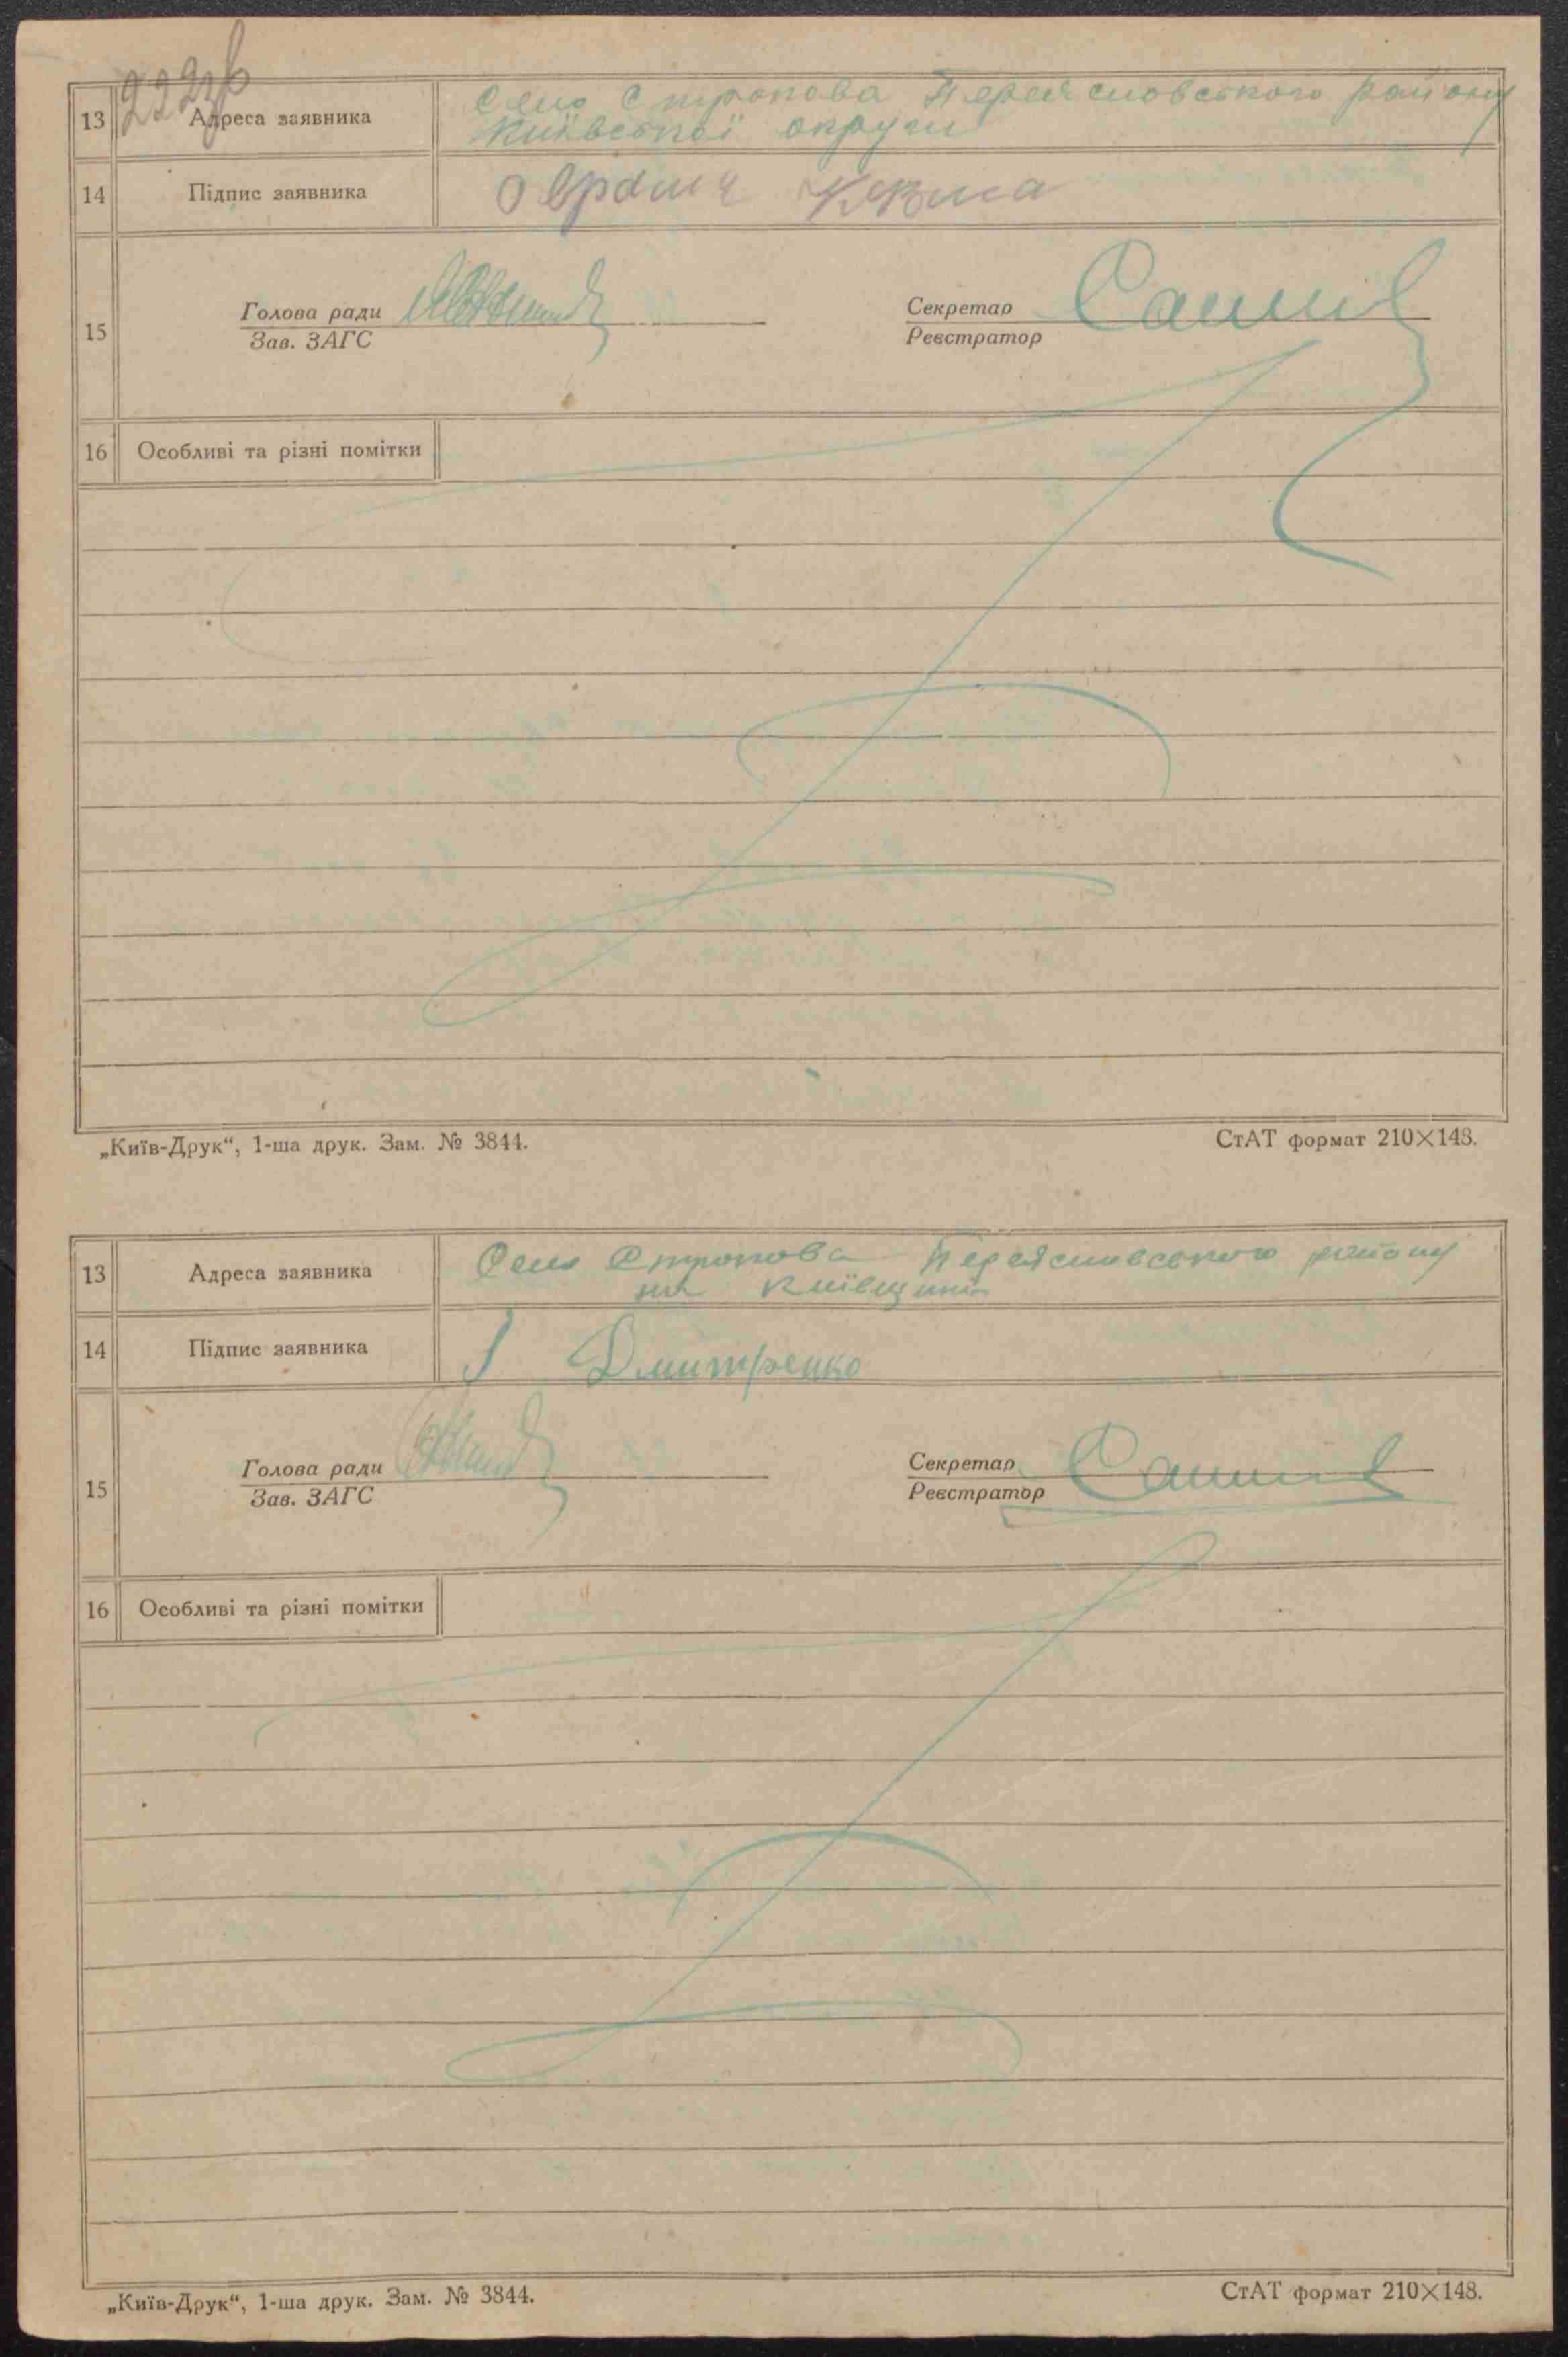 222зв
13 Адреса заявника Село Строкова Переяславського району
Київської округи
14 Підпис заявника
15 Голова ради
Зав. ЗАГС
Секретар
Реєстратор
16 Особливі та різні помітки
„Київ-Друк“, 1-ша друк. Зам. № 3844. СтАТ формат 210×148.
13 Адреса заявника Село Строкова Переяславського району
на Київщині
14 Підпис заявника Дмитренко
15 Голова ради
Зав. ЗАГС
Секретар
Реєстратор
16 Особливі та різні помітки
„Київ-Друк“, 1-ша друк. Зам. № 3844. СтАТ формат 210×148.